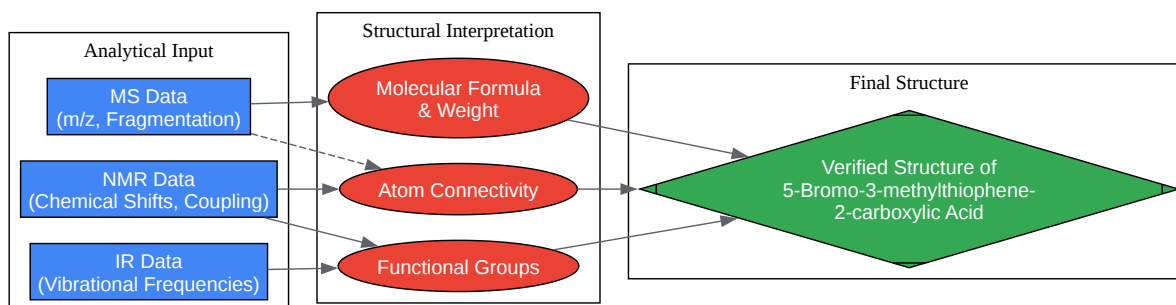 Analytical Input
MS Data
(m/z, Fragmentation)
NMR Data
(Chemical Shifts, Coupling)
IR Data
(Vibrational Frequencies)
Structural Interpretation
Molecular Formula
& Weight
Atom Connectivity
Functional Groups
Final Structure
Verified Structure of
5-Bromo-3-methylthiophene-
2-carboxylic Acid